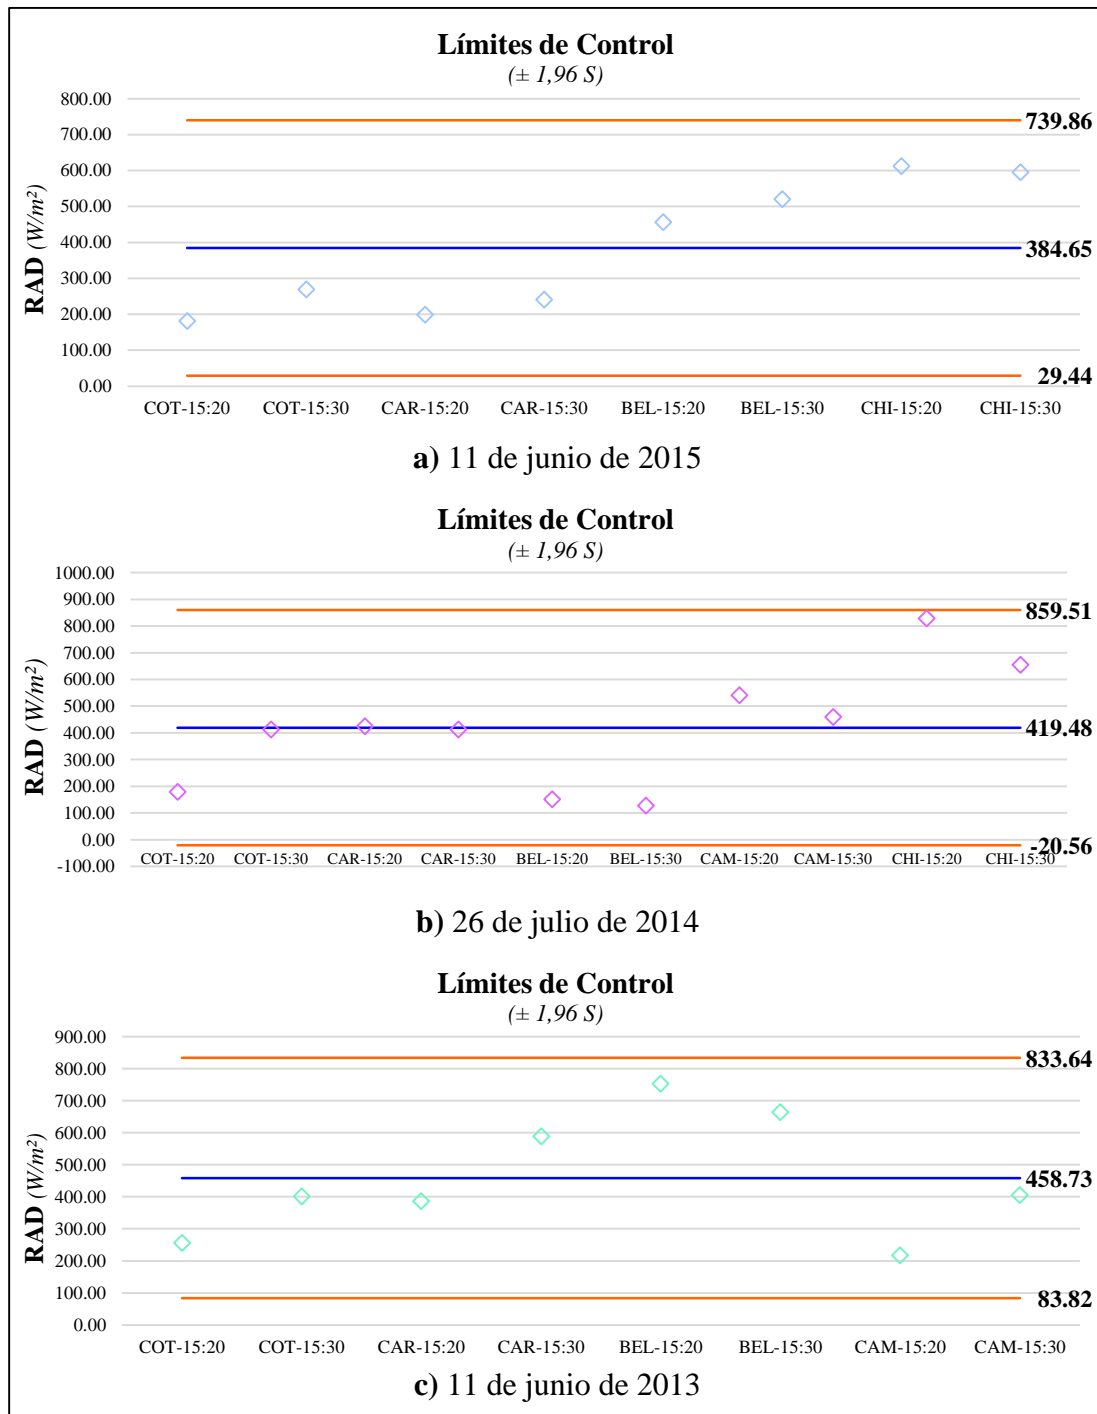 Límites de Control
(± 1,96 S)
RAD (W/m²)
800.00
700.00
600.00
500.00
400.00
300.00
200.00
100.00
0.00
739.86
384.65
29.44
COT-15:20 COT-15:30 CAR-15:20 CAR-15:30 BEL-15:20 BEL-15:30 CHI-15:20 CHI-15:30
a) 11 de junio de 2015
Límites de Control
(± 1,96 S)
RAD (W/m²)
1000.00
900.00
800.00
700.00
600.00
500.00
400.00
300.00
200.00
100.00
0.00
-100.00
859.51
419.48
-20.56
COT-15:20 COT-15:30 CAR-15:20 CAR-15:30 BEL-15:20 BEL-15:30 CAM-15:20 CAM-15:30 CHI-15:20 CHI-15:30
b) 26 de julio de 2014
Límites de Control
(± 1,96 S)
RAD (W/m²)
900.00
800.00
700.00
600.00
500.00
400.00
300.00
200.00
100.00
0.00
833.64
458.73
83.82
COT-15:20 COT-15:30 CAR-15:20 CAR-15:30 BEL-15:20 BEL-15:30 CAM-15:20 CAM-15:30
c) 11 de junio de 2013